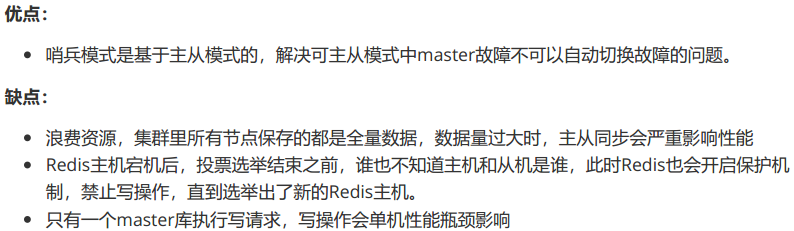 优点：
哨兵模式是基于主从模式的，解决可主从模式中master故障不可以自动切换故障的问题。
缺点：
浪费资源，集群里所有节点保存的都是全量数据，数据量过大时，主从同步会严重影响性能
Redis主机宕机后，投票选举结束之前，谁也不知道主机和从机是谁，此时Redis也会开启保护机
制，禁止写操作，直到选举出了新的Redis主机。
只有一个master库执行写请求，写操作会单机性能瓶颈影响